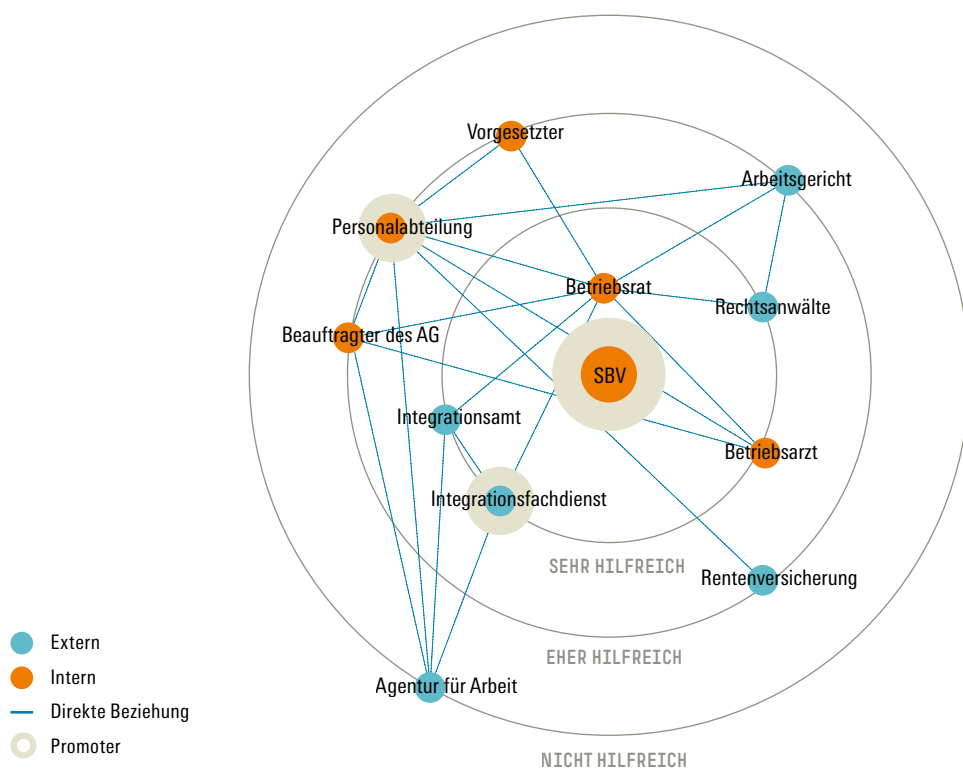 Vorgesetzter
Arbeitsgericht
Personalabteilung
Betriebsrat
Rechtsanwälte
Beauftragter des AG
SBV
Integrationsamt
Betriebsarzt
Integrationsfachdienst
SEHR HILFREICH
Rentenversicherung
EHER HILFREICH
Agentur für Arbeit
NICHT HILFREICH
Extern
Intern
Direkte Beziehung
Promoter